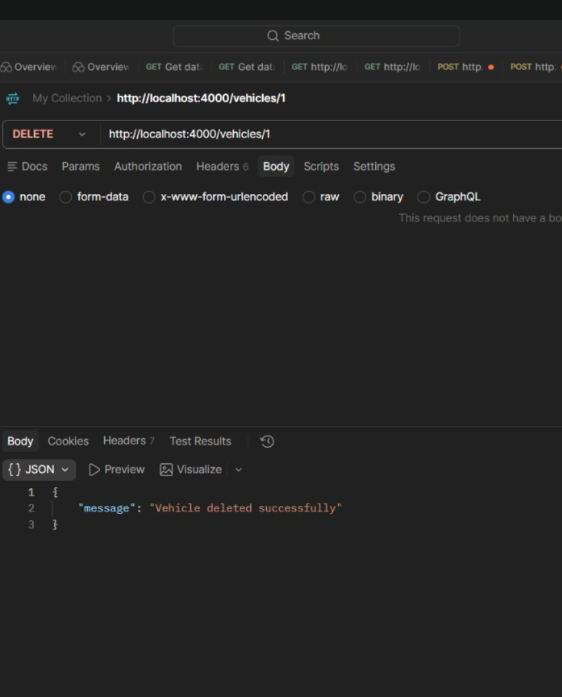 Search
Overview Overview GET Get dat GET Get dat GET http://lo GET http://lo POST http: POST http:
HTTP My Collection > http://localhost:4000/vehicles/1
DELETE http://localhost:4000/vehicles/1
Docs Params Authorization Headers 6 Body Scripts Settings
none form-data x-www-form-urlencoded raw binary GraphQL
This request does not have a bo
Body Cookies Headers 7 Test Results
{} JSON Preview Visualize
1 {
2 "message": "Vehicle deleted successfully"
3 }